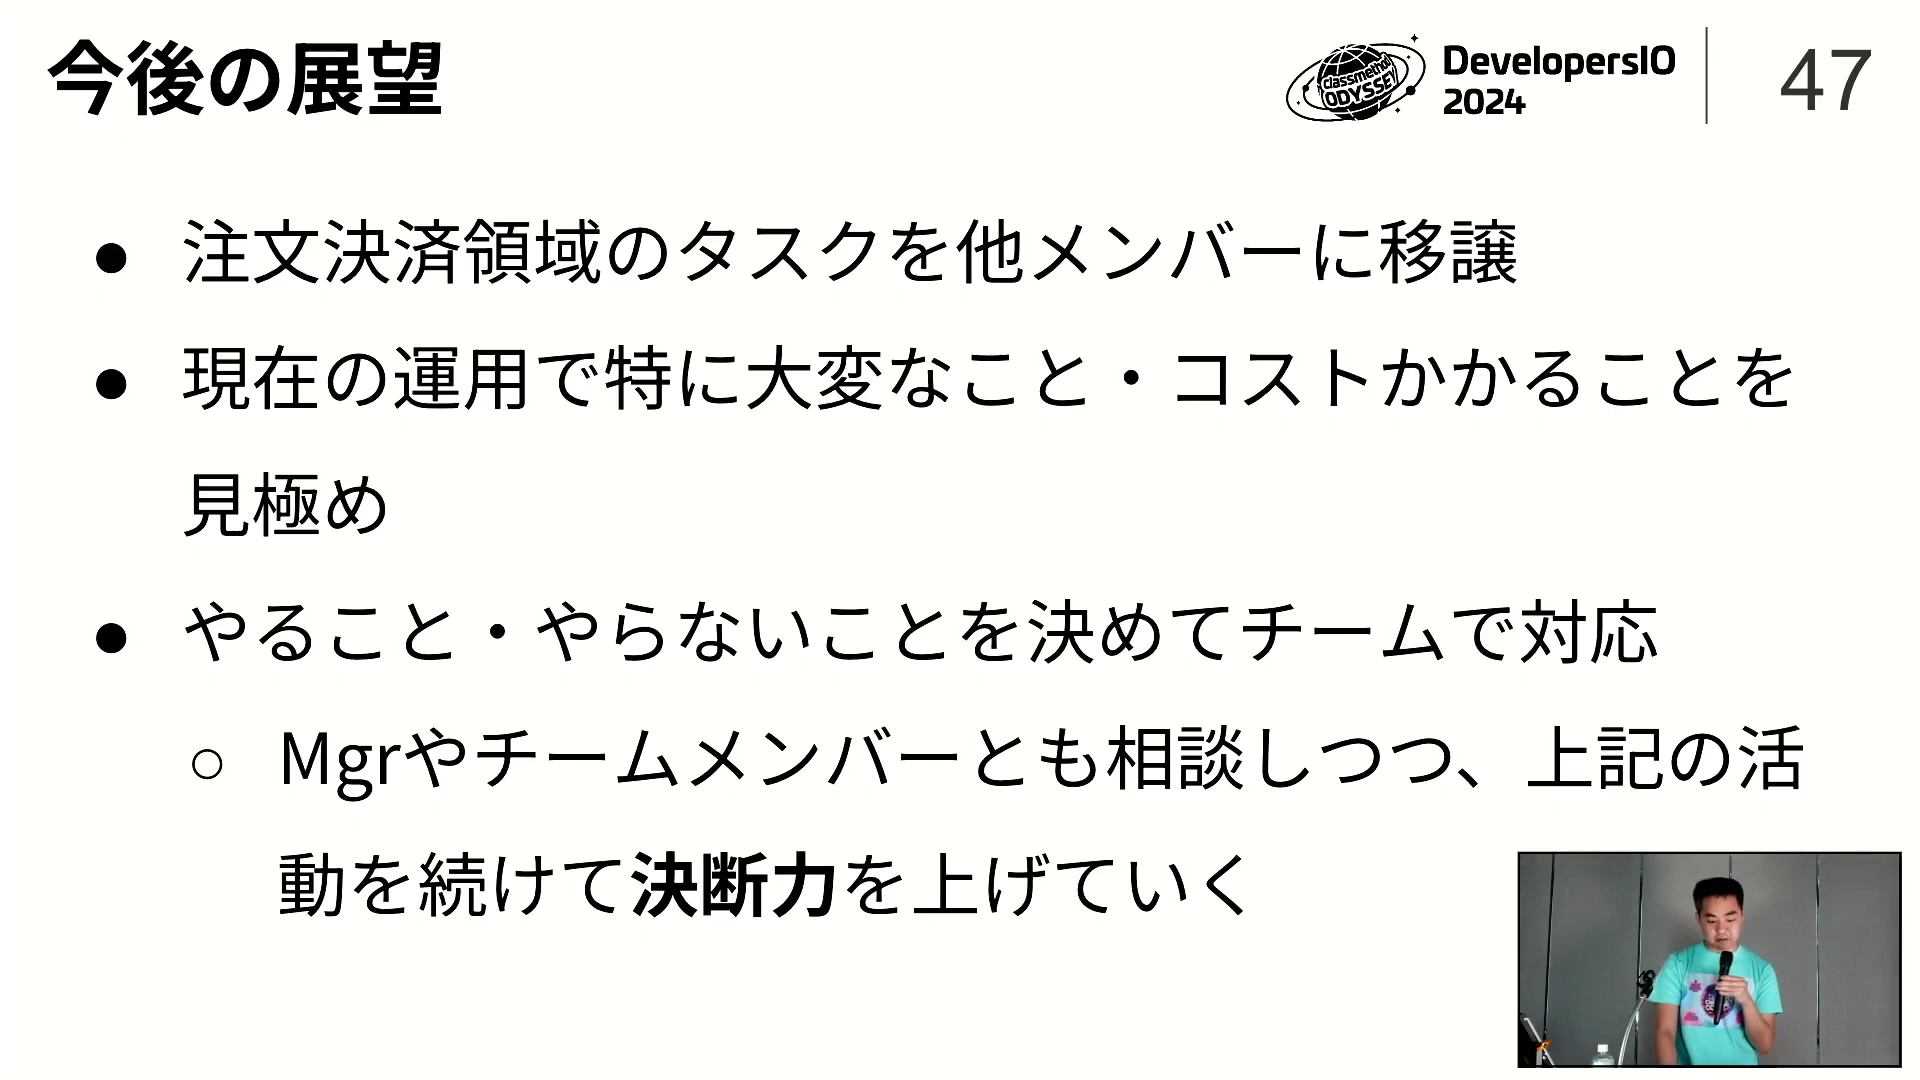 今後の展望
classmethod
ODYSSEY
DevelopersIO
2024
47
● 注文決済領域のタスクを他メンバーに移譲
● 現在の運用で特に大変なこと・コストかかることを
見極め
● やること・やらないことを決めてチームで対応
○ Mgrやチームメンバーとも相談しつつ、上記の活
動を続けて決断力を上げていく